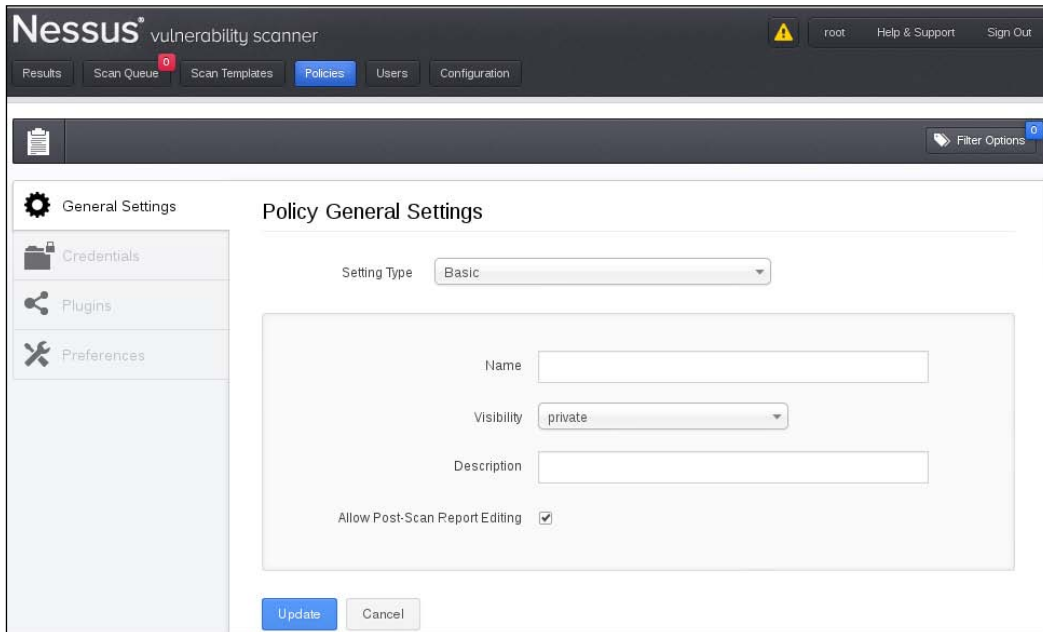 Nessus® vulnerability scanner
root Help & Support Sign Out
Results Scan Queue 0 Scan Templates Policies Users Configuration
Filter Options 0
General Settings
Credentials
Plugins
Preferences
Policy General Settings
Setting Type Basic
Name
Visibility private
Description
Allow Post-Scan Report Editing
Update Cancel